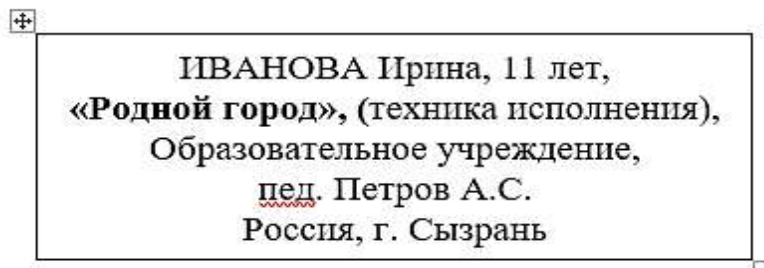 ИВАНОВА Ирина, 11 лет,
«Родной город», (техника исполнения),
Образовательное учреждение,
пед. Петров А.С.
Россия, г. Сызрань